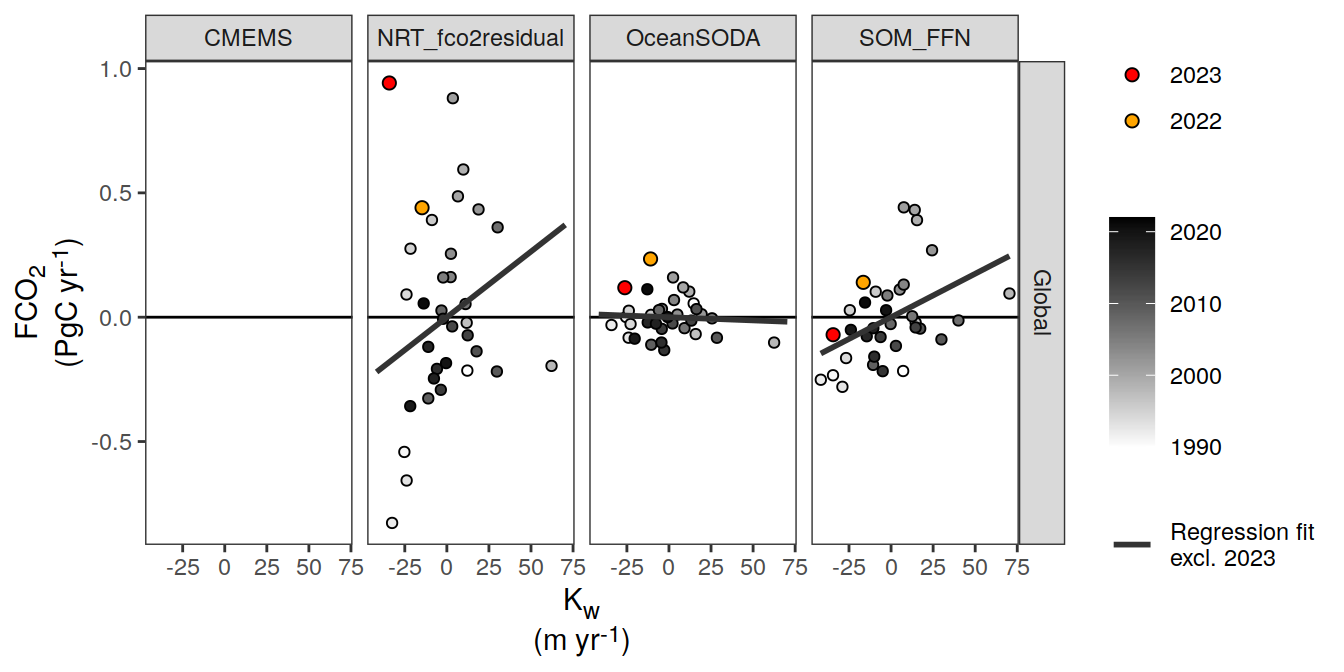 CMEMS NRT_fco2residual OceanSODA SOM_FFN
1.0
0.5
0.0
-0.5
FCO₂
(PgC yr⁻¹)
-25 0 25 50 75 -25 0 25 50 75 -25 0 25 50 75 -25 0 25 50 75
K_w
(m yr⁻¹)
Global
2023
2022
2020
2010
2000
1990
Regression fit
excl. 2023